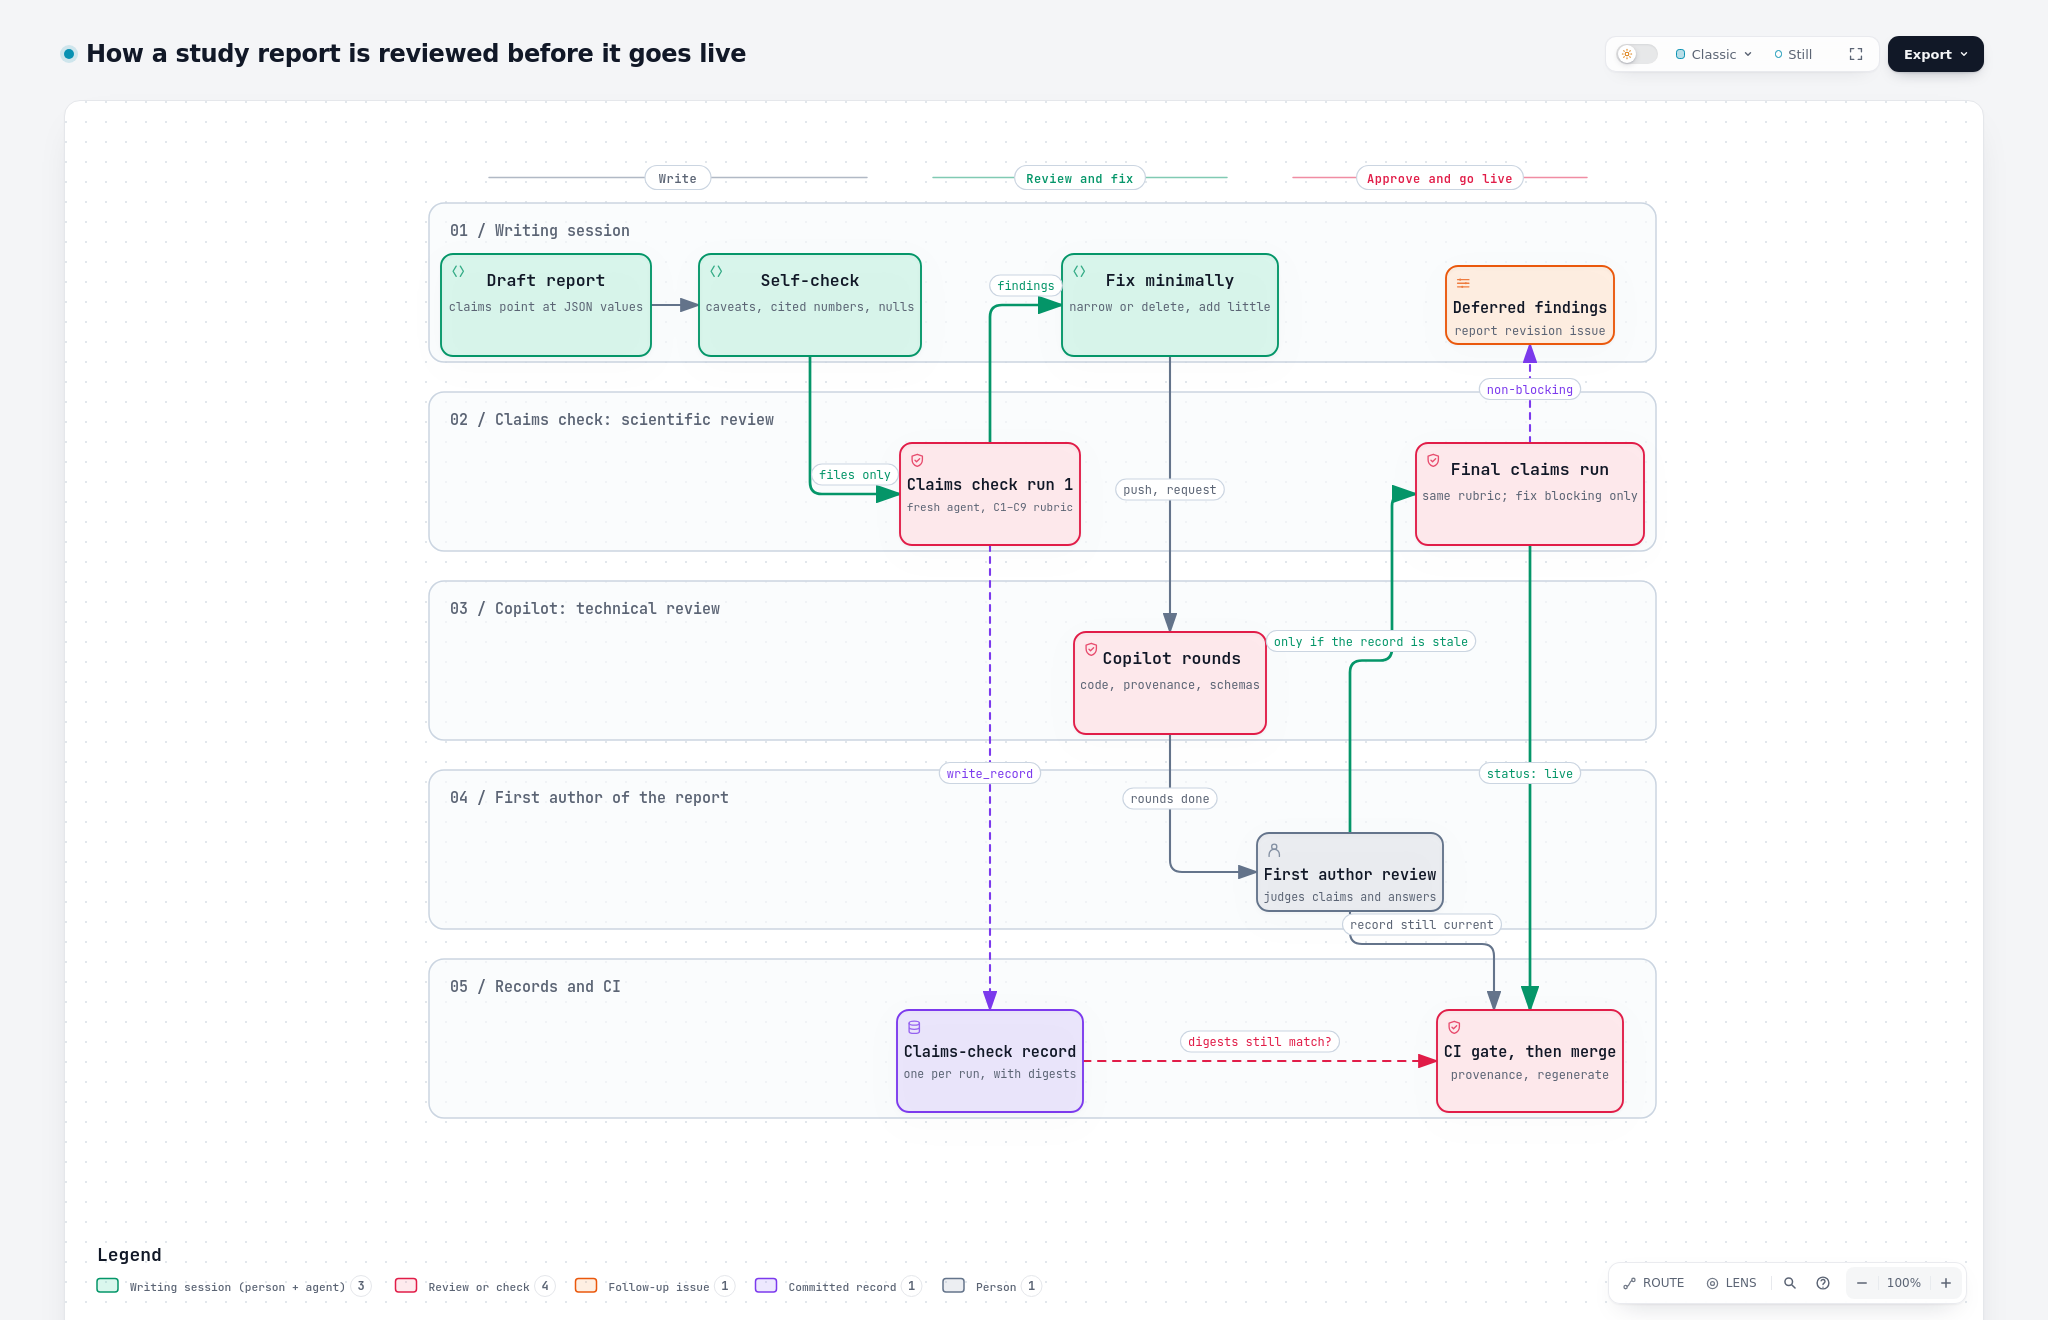 How a study report is reviewed before it goes live
Classic
Still
Export
Write
Review and fix
Approve and go live
01 / Writing session
Draft report
claims point at JSON values
Self-check
caveats, cited numbers, nulls
findings
Fix minimally
narrow or delete, add little
Deferred findings
report revision issue
non-blocking
02 / Claims check: scientific review
files only
Claims check run 1
fresh agent, C1–C9 rubric
push, request
Final claims run
same rubric; fix blocking only
03 / Copilot: technical review
Copilot rounds
code, provenance, schemas
only if the record is stale
write_record
status: live
04 / First author of the report
rounds done
First author review
judges claims and answers
record still current
05 / Records and CI
Claims-check record
one per run, with digests
digests still match?
CI gate, then merge
provenance, regenerate
Legend
Writing session (person + agent) 3
Review or check 4
Follow-up issue 1
Committed record 1
Person 1
ROUTE
LENS
100%